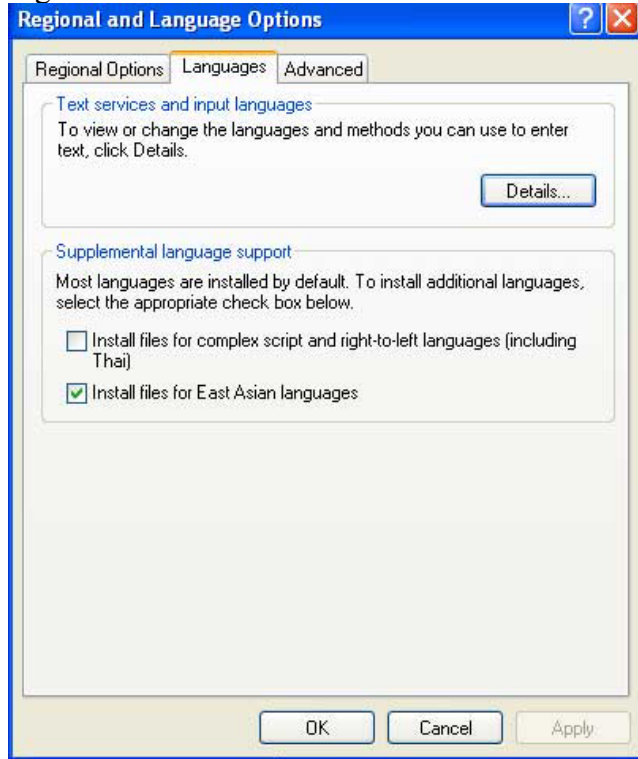 Regional and Language Options
Regional Options Languages Advanced
Text services and input languages
To view or change the languages and methods you can use to enter
text, click Details.
Details...
Supplemental language support
Most languages are installed by default. To install additional languages,
select the appropriate check box below.
Install files for complex script and right-to-left languages (including
Thai)
Install files for East Asian languages
OK Cancel Apply